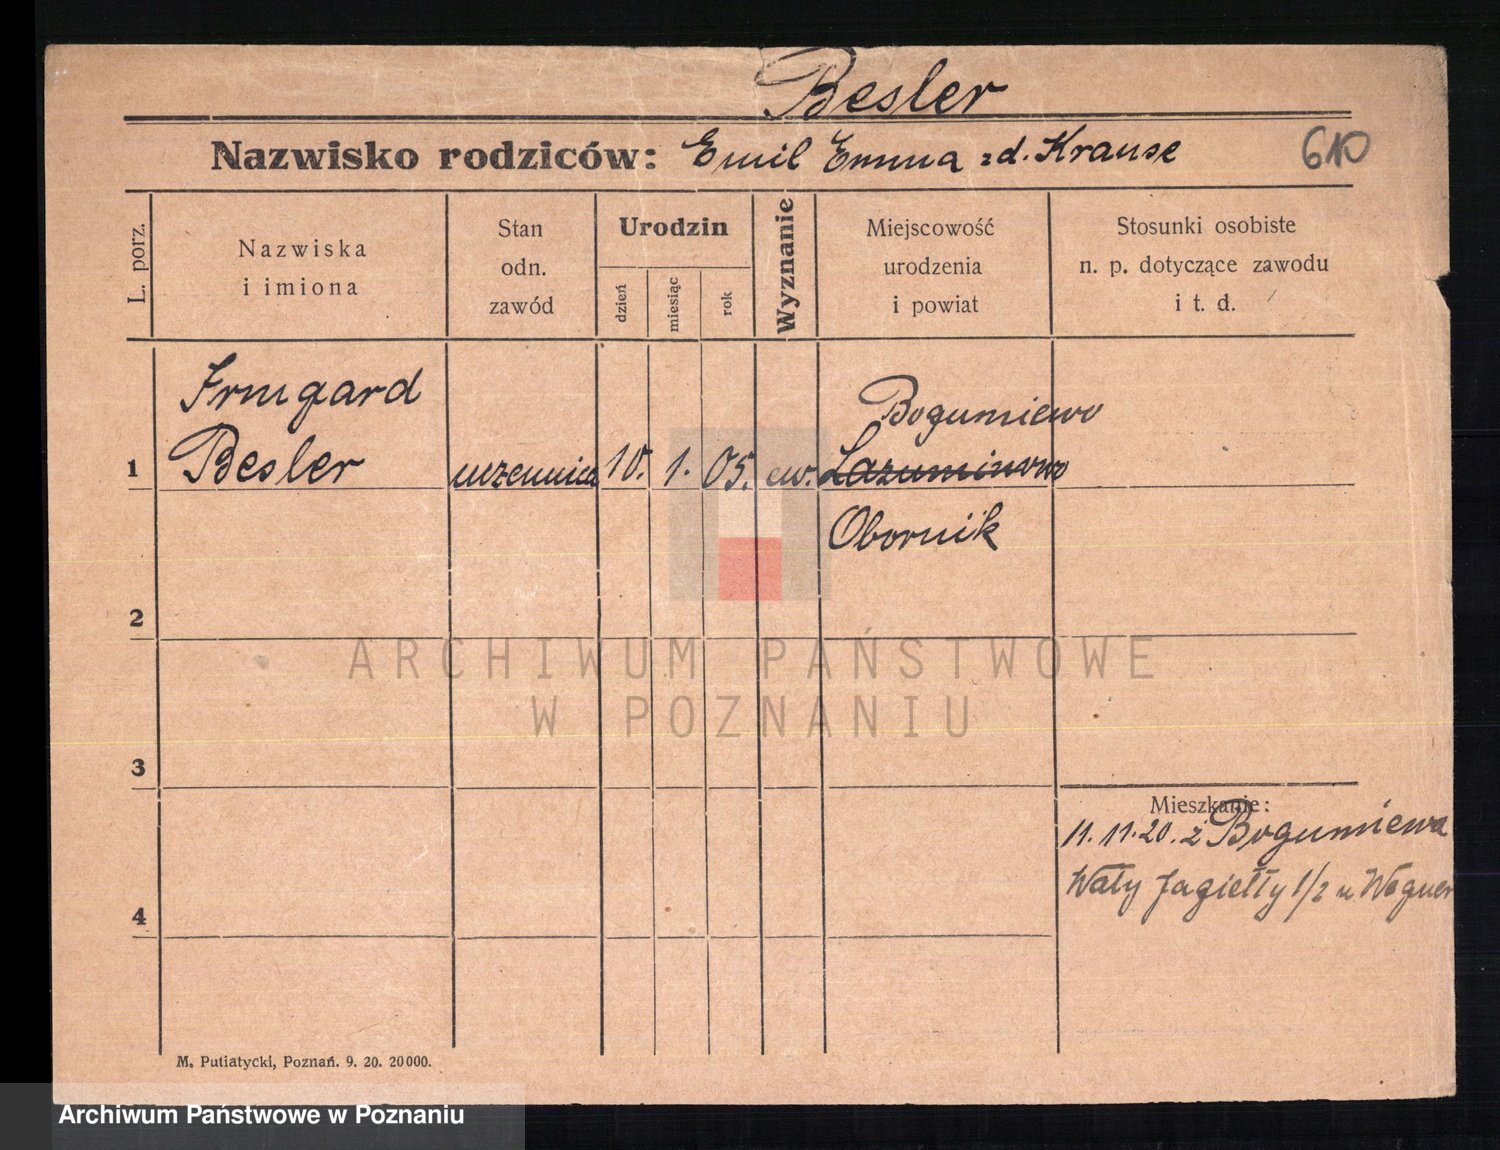 Besler
Nazwisko rodziców: Emil Emma zd. Krause 610
L. porz.
Nazwiska
i imiona
Stan
odn.
zawód
Urodzin
dzień
miesiąc
rok
Wyznanie
Miejscowość
urodzenia
i powiat
Stosunki osobiste
n. p. dotyczące zawodu
i t. d.
Irmgard
Bogumiewo
1 Besler uczennica 10. 1. 05. ew.
Obornik
2
ARCHIWUM PAŃSTWOWE
W POZNANIU
3
Mieszkanie:
11.11.20. z Bogumiewa
Wały Jagiełły 1/2 u Wagner
4
M. Putiatycki, Poznań. 9. 20. 20000.
Archiwum Państwowe w Poznaniu